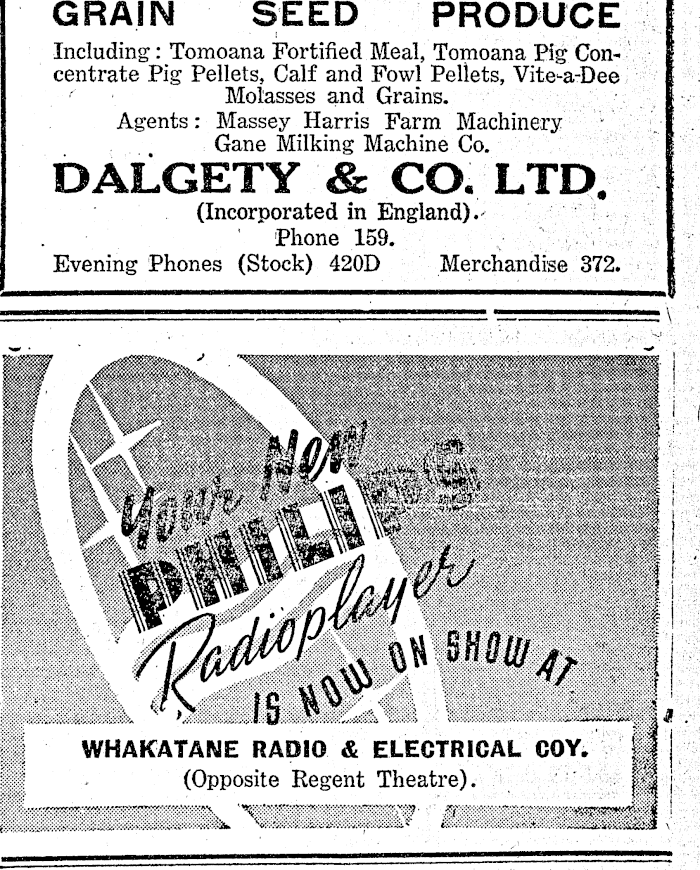 GRAIN SEED PRODUCE
Including: Tomoana Fortified Meal, Tomoana Pig Con-
centrate Pig Pellets, Calf and Fowl Pellets, Vite-a-Dee
Molasses and Grains.
Agents: Massey Harris Farm Machinery
Gane Milking Machine Co.
DALGETY & CO. LTD.
(Incorporated in England).
Phone 159.
Evening Phones (Stock) 420D Merchandise 372.
Your New
PHILIPS
Radioplayer
IS NOW ON SHOW AT
WHAKATANE RADIO & ELECTRICAL COY.
(Opposite Regent Theatre).